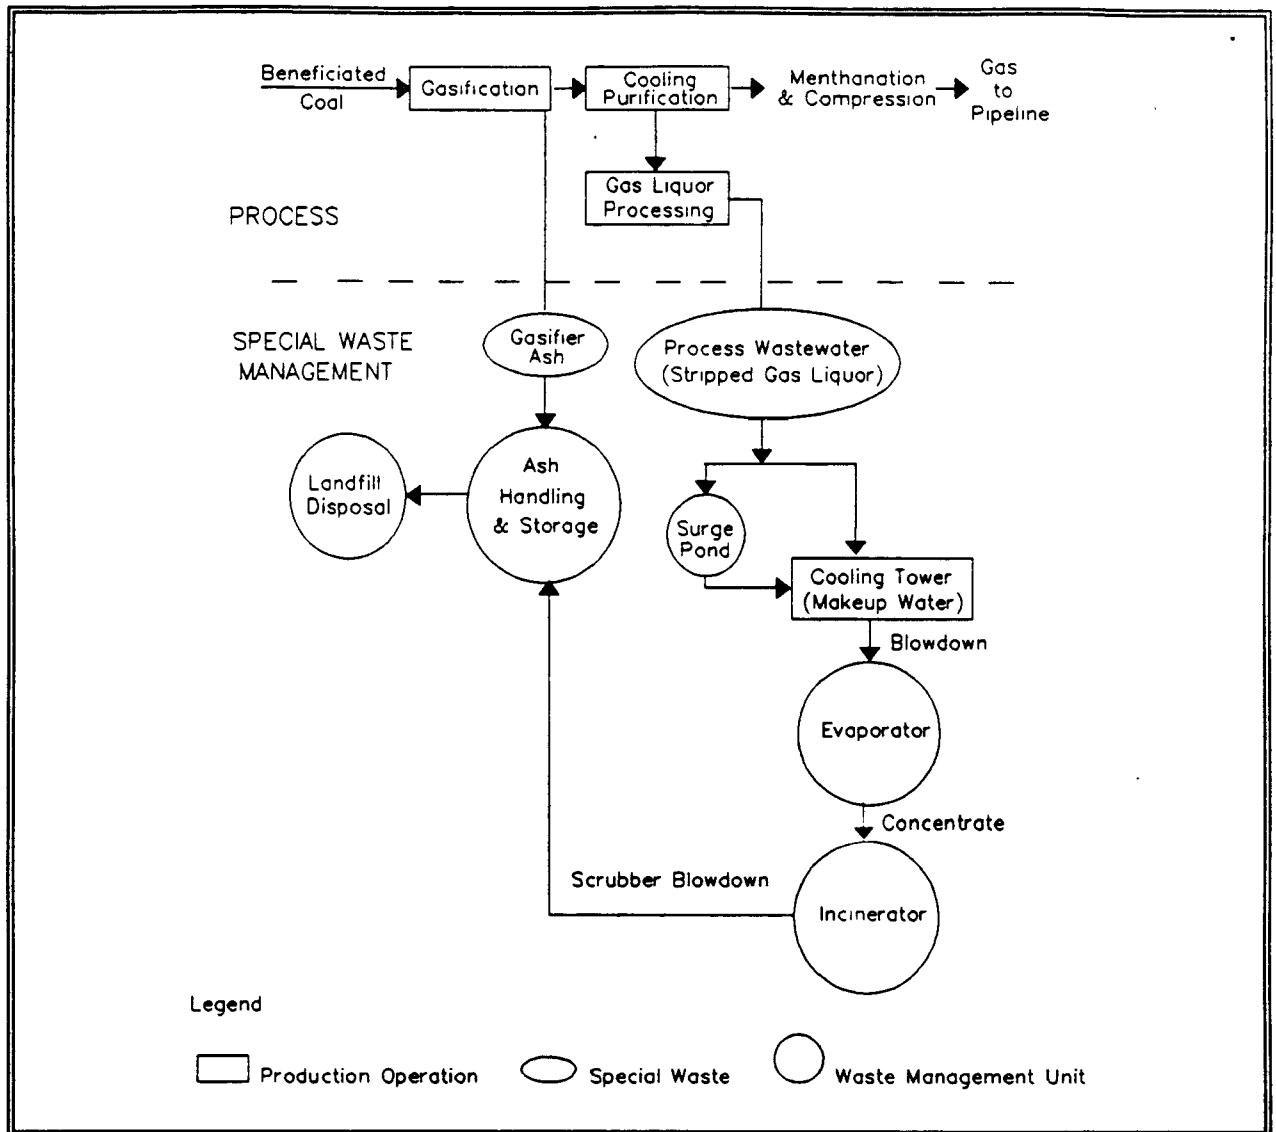 Beneficiated
Coal
Gasification
Cooling
Purification
Menthanation
& Compression
Gas
to
Pipeline
Gas Liquor
Processing
PROCESS
SPECIAL WASTE
MANAGEMENT
Gasifier
Ash
Process Wastewater
(Stripped Gas Liquor)
Landfill
Disposal
Ash
Handling
& Storage
Surge
Pond
Cooling Tower
(Makeup Water)
Blowdown
Evaporator
Concentrate
Scrubber Blowdown
Incinerator
Legend
Production Operation
Special Waste
Waste Management Unit